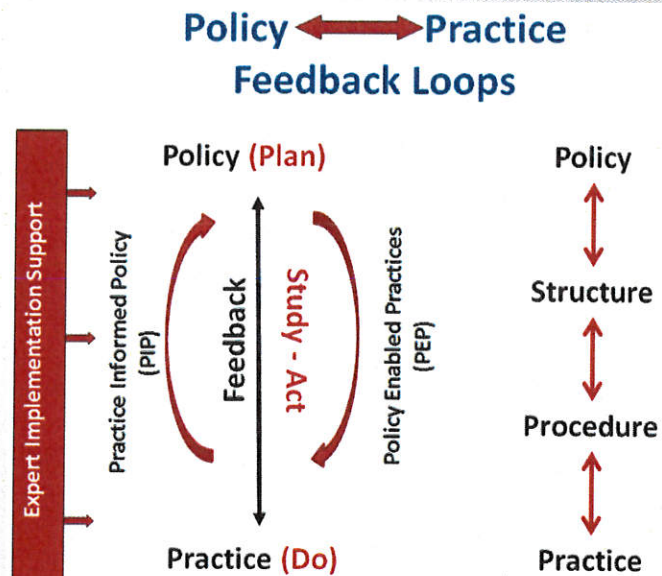 Policy Practice
Feedback Loops
Expert Implementation Support
Policy (Plan)
Practice Informed Policy
(PIP)
Feedback
Study - Act
Policy Enabled Practices
(PEP)
Practice (Do)
Policy
Structure
Procedure
Practice